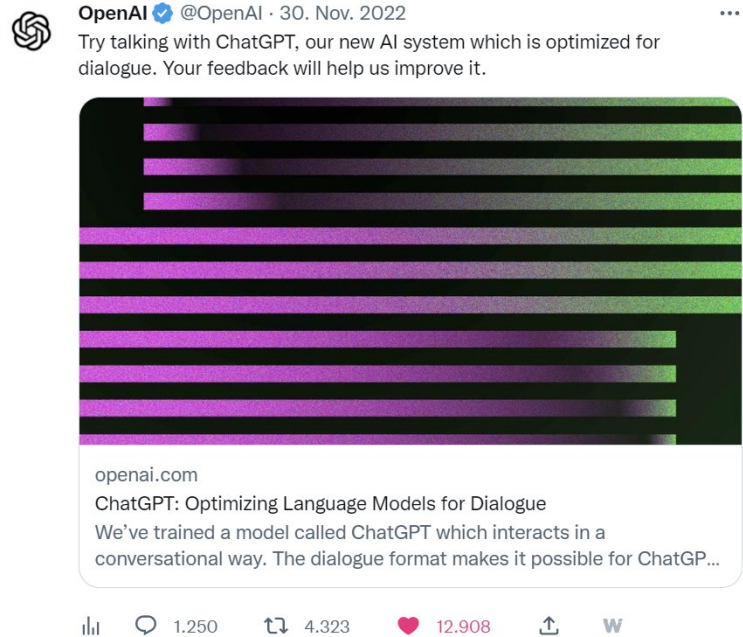 OpenAI @OpenAI · 30. Nov. 2022
Try talking with ChatGPT, our new AI system which is optimized for
dialogue. Your feedback will help us improve it.
openai.com
ChatGPT: Optimizing Language Models for Dialogue
We’ve trained a model called ChatGPT which interacts in a
conversational way. The dialogue format makes it possible for ChatGP...
1.250 4.323 12.908 W